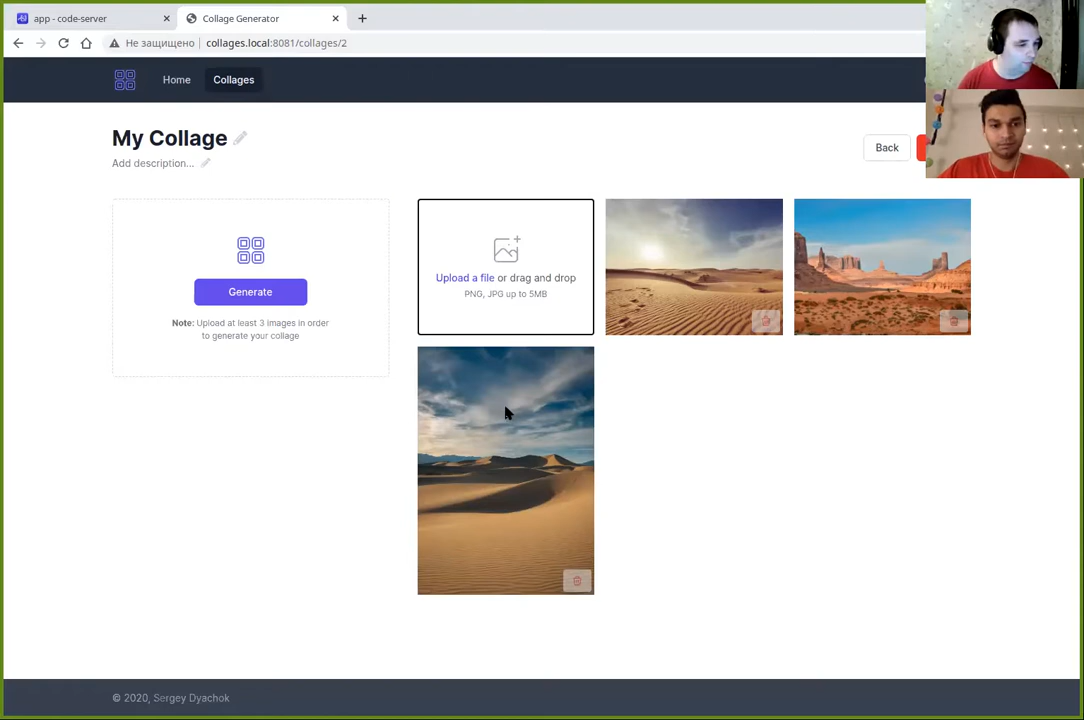 app - code-server
Collage Generator
Не защищено
collages.local:8081/collages/2
Home
Collages
My Collage
Add description...
Back
Generate
Note: Upload at least 3 images in order
to generate your collage
Upload a file or drag and drop
PNG, JPG up to 5MB
© 2020, Sergey Dyachok